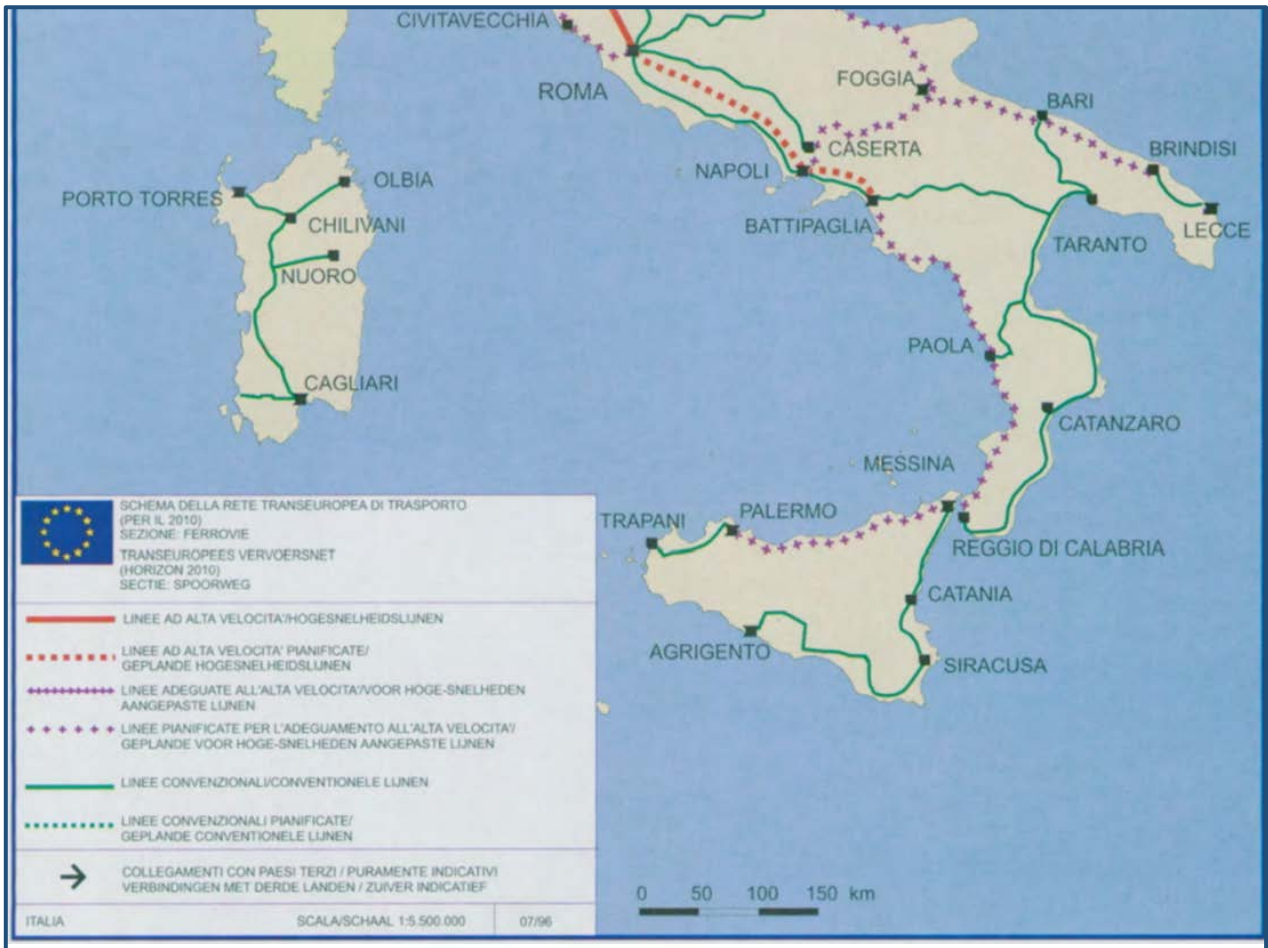 CIVITAVECCHIA
ROMA
FOGGIA
BARI
CASERTA
BRINDISI
NAPOLI
OLBIA
PORTO TORRES
CHILIVANI
BATTIPAGLIA
LECCE
TARANTO
NUORO
PAOLA
CAGLIARI
CATANZARO
MESSINA
TRAPANI
PALERMO
REGGIO DI CALABRIA
CATANIA
AGRIGENTO
SIRACUSA
SCHEMA DELLA RETE TRANSEUROPEA DI TRASPORTO
(PER IL 2010)
SEZIONE: FERROVIE
TRANSEUROPEES VERVOERSNET
(HORIZON 2010)
SECTIE: SPOORWEG
LINEE AD ALTA VELOCITA'/HOGESNELHEIDSLIJNEN
LINEE AD ALTA VELOCITA' PIANIFICATE/
GEPLANDE HOGESNELHEIDSLIJNEN
LINEE ADEGUATE ALL'ALTA VELOCITA'/VOOR HOGE-SNELHEDEN
AANGEPASTE LIJNEN
LINEE PIANIFICATE PER L'ADEGUAMENTO ALL'ALTA VELOCITA'/
GEPLANDE VOOR HOGE-SNELHEDEN AANGEPASTE LIJNEN
LINEE CONVENZIONALI/CONVENTIONELE LIJNEN
LINEE CONVENZIONALI PIANIFICATE/
GEPLANDE CONVENTIONELE LIJNEN
COLLEGAMENTI CON PAESI TERZI / PURAMENTE INDICATIVI
VERBINDINGEN MET DERDE LANDEN / ZUIVER INDICATIEF
0 50 100 150 km
ITALIA SCALA/SCHAAL 1:5.500.000 07/96